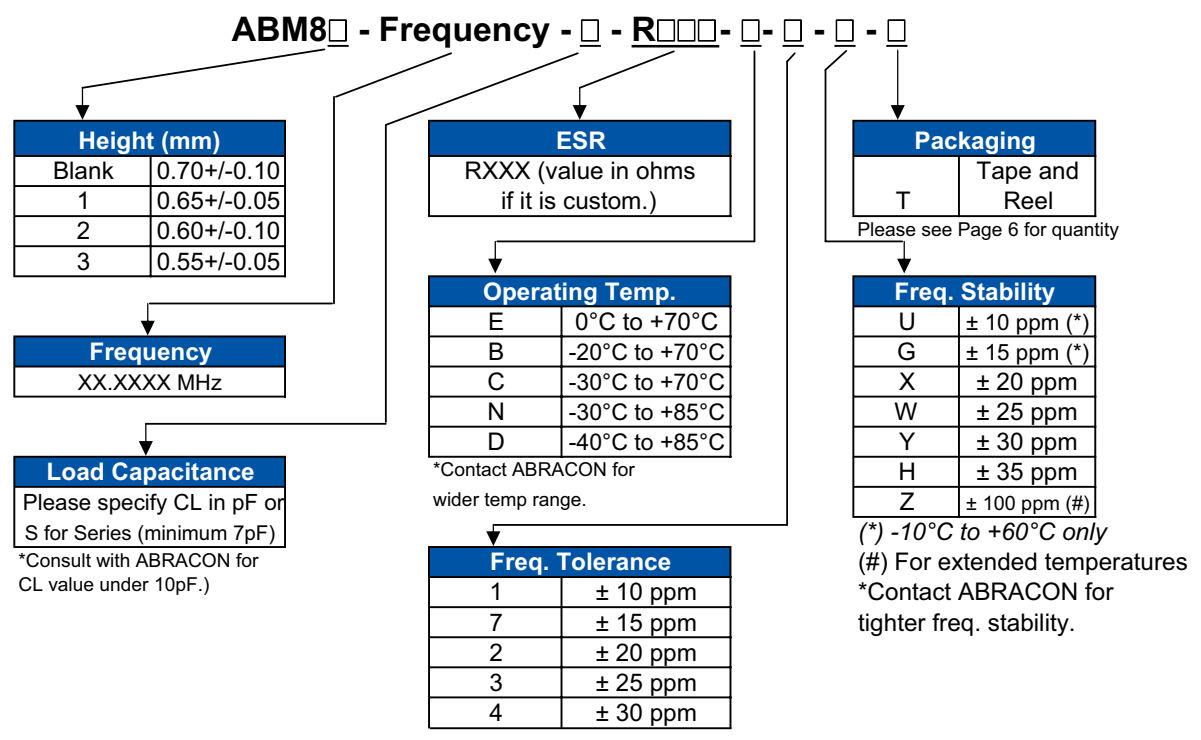 ABM8□ - Frequency - □ - R□□□- □- □ - □ - □
Height (mm)
Blank 0.70+/-0.10
1 0.65+/-0.05
2 0.60+/-0.10
3 0.55+/-0.05
Frequency
XX.XXXX MHz
Load Capacitance
Please specify CL in pF or
S for Series (minimum 7pF)
*Consult with ABRACON for
CL value under 10pF.)
ESR
RXXX (value in ohms
if it is custom.)
Operating Temp.
E 0°C to +70°C
B -20°C to +70°C
C -30°C to +70°C
N -30°C to +85°C
D -40°C to +85°C
*Contact ABRACON for
wider temp range.
Freq. Tolerance
1 ± 10 ppm
7 ± 15 ppm
2 ± 20 ppm
3 ± 25 ppm
4 ± 30 ppm
Packaging
T Tape and
Reel
Please see Page 6 for quantity
Freq. Stability
U ± 10 ppm (*)
G ± 15 ppm (*)
X ± 20 ppm
W ± 25 ppm
Y ± 30 ppm
H ± 35 ppm
Z ± 100 ppm (#)
(*) -10°C to +60°C only
(#) For extended temperatures
*Contact ABRACON for
tighter freq. stability.